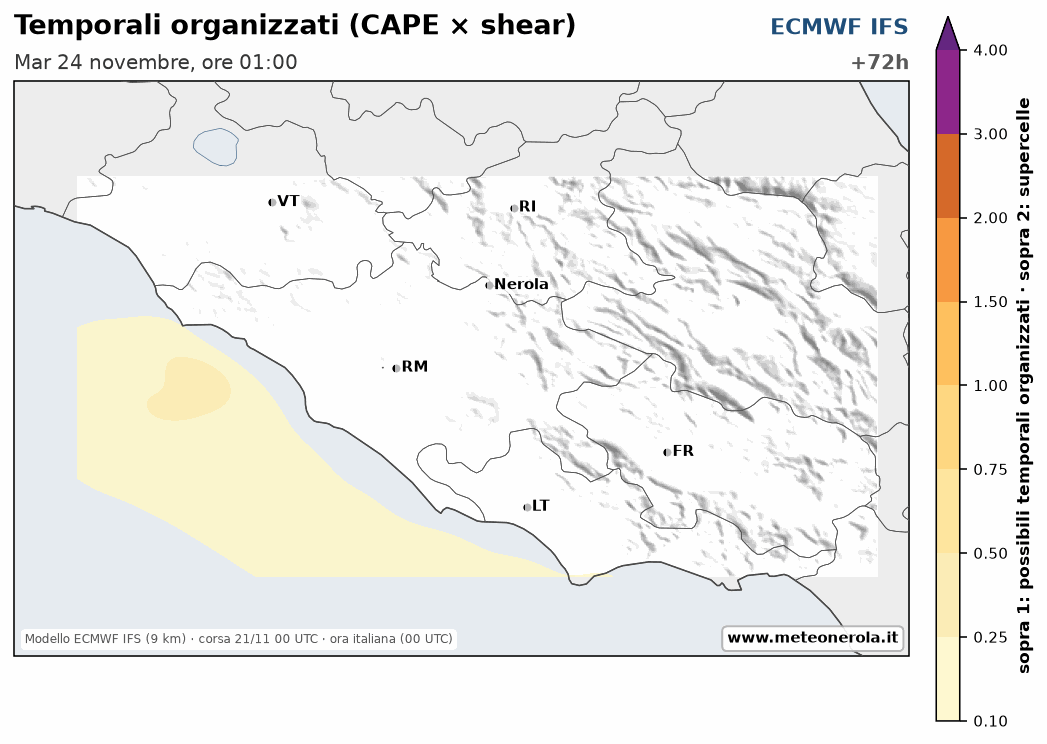 Temporali organizzati (CAPE × shear)
ECMWF IFS
Mar 24 novembre, ore 01:00
+72h
VT
RI
Nerola
RM
FR
LT
Modello ECMWF IFS (9 km) · corsa 21/11 00 UTC · ora italiana (00 UTC)
www.meteonerola.it
4.00
3.00
2.00
1.50
1.00
0.75
0.50
0.25
0.10
sopra 1: possibili temporali organizzati · sopra 2: supercelle